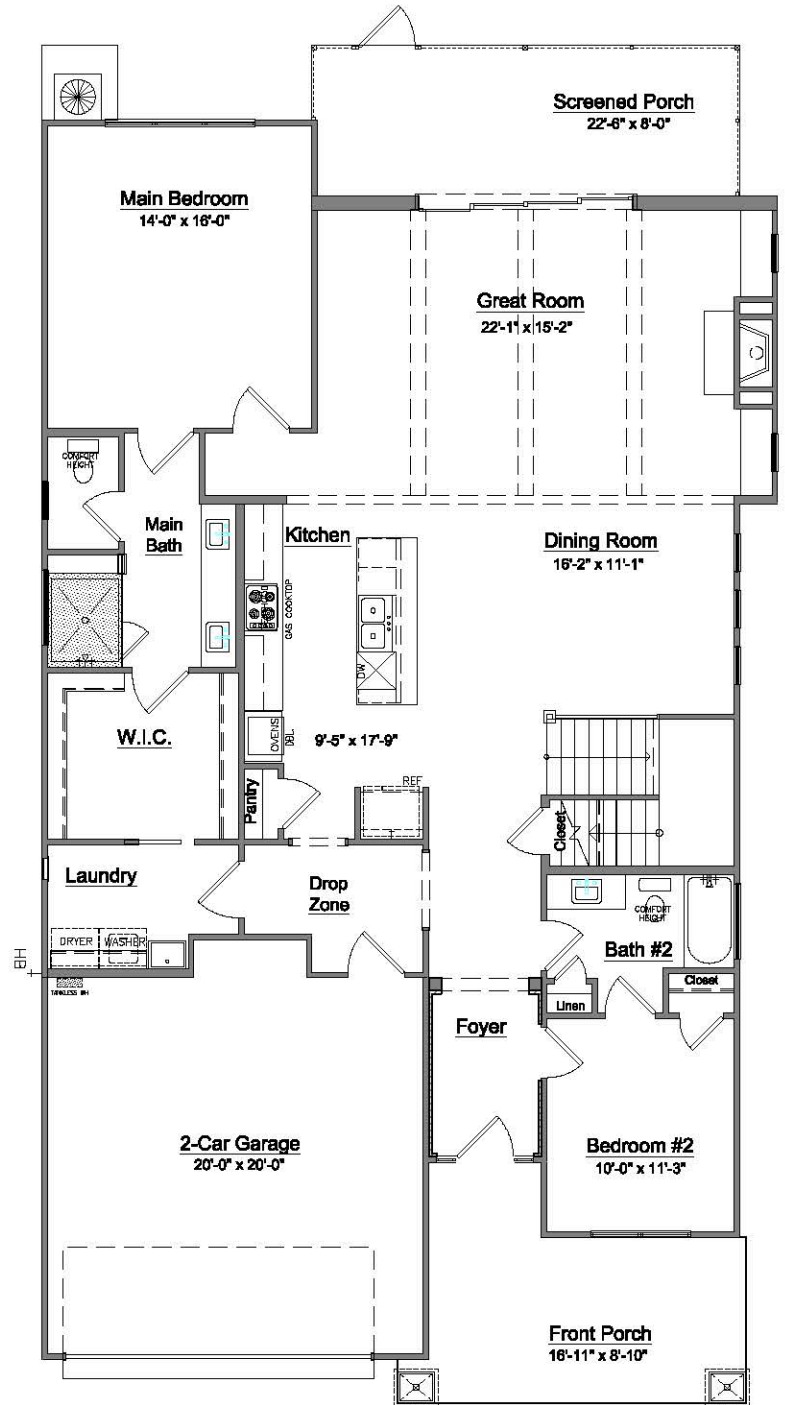 Screened Porch
22'-6" x 8'-0"
Main Bedroom
14'-0" x 16'-0"
Great Room
22'-1" x 15'-2"
COMFORT
HEIGHT
Main
Bath
Kitchen
Dining Room
16'-2" x 11'-1"
GAS COOKTOP
DW
W.I.C.
DBL.
OVENS
9'-5" x 17'-9"
Pantry
REF
Closet
Laundry
Drop
Zone
DRYER
WASHER
COMFORT
HEIGHT
Bath #2
HB
TANKLESS WH
Closet
Linen
Foyer
2-Car Garage
20'-0" x 20'-0"
Bedroom #2
10'-0" x 11'-3"
Front Porch
16'-11" x 8'-10"